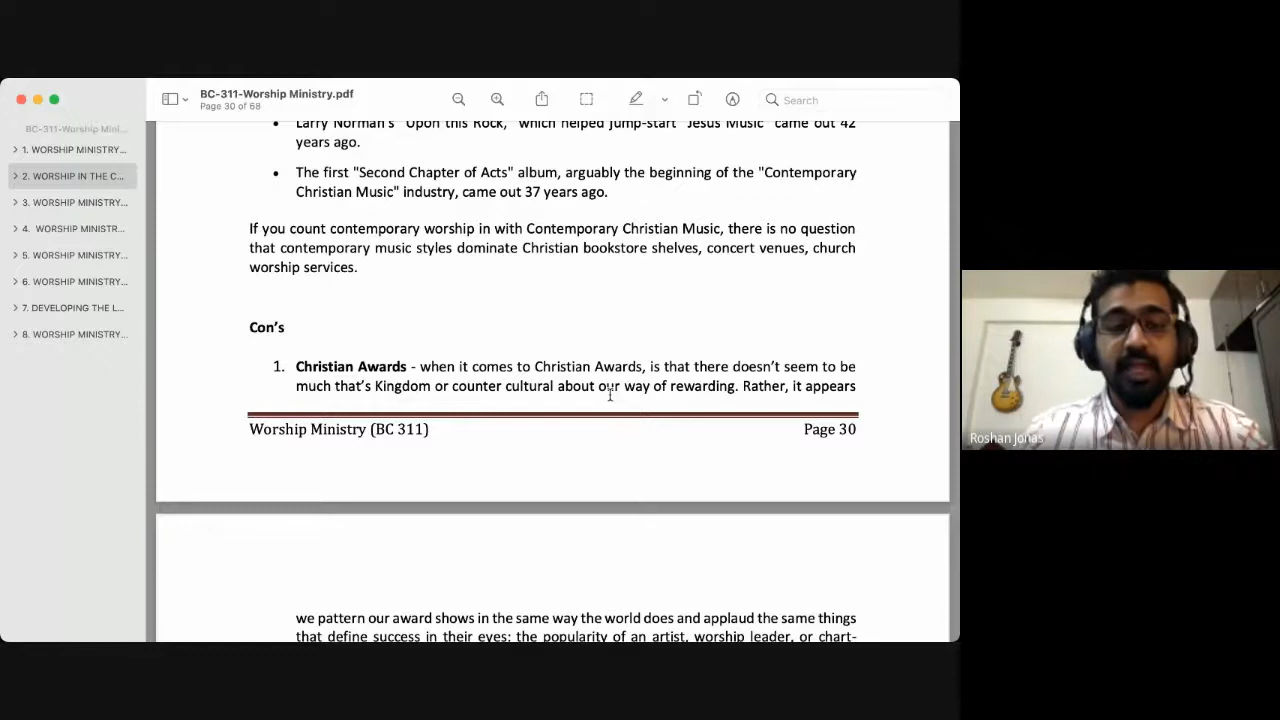 BC-311-Worship Ministry.pdf
Page 30 of 68
Search
BC-311-Worship Mini...
1. WORSHIP MINISTRY...
2. WORSHIP IN THE C...
3. WORSHIP MINISTRY...
4. WORSHIP MINISTR...
5. WORSHIP MINISTRY...
6. WORSHIP MINISTRY...
7. DEVELOPING THE L...
8. WORSHIP MINISTRY...
• Larry Norman's "Upon this Rock," which helped jump-start "Jesus Music" came out 42
years ago.
• The first "Second Chapter of Acts" album, arguably the beginning of the "Contemporary
Christian Music" industry, came out 37 years ago.
If you count contemporary worship in with Contemporary Christian Music, there is no question
that contemporary music styles dominate Christian bookstore shelves, concert venues, church
worship services.
Con's
1. Christian Awards - when it comes to Christian Awards, is that there doesn't seem to be
much that's Kingdom or counter cultural about our way of rewarding. Rather, it appears
Worship Ministry (BC 311) Page 30
we pattern our award shows in the same way the world does and applaud the same things
that define success in their eyes: the popularity of an artist, worship leader, or chart-
Roshan Jonas